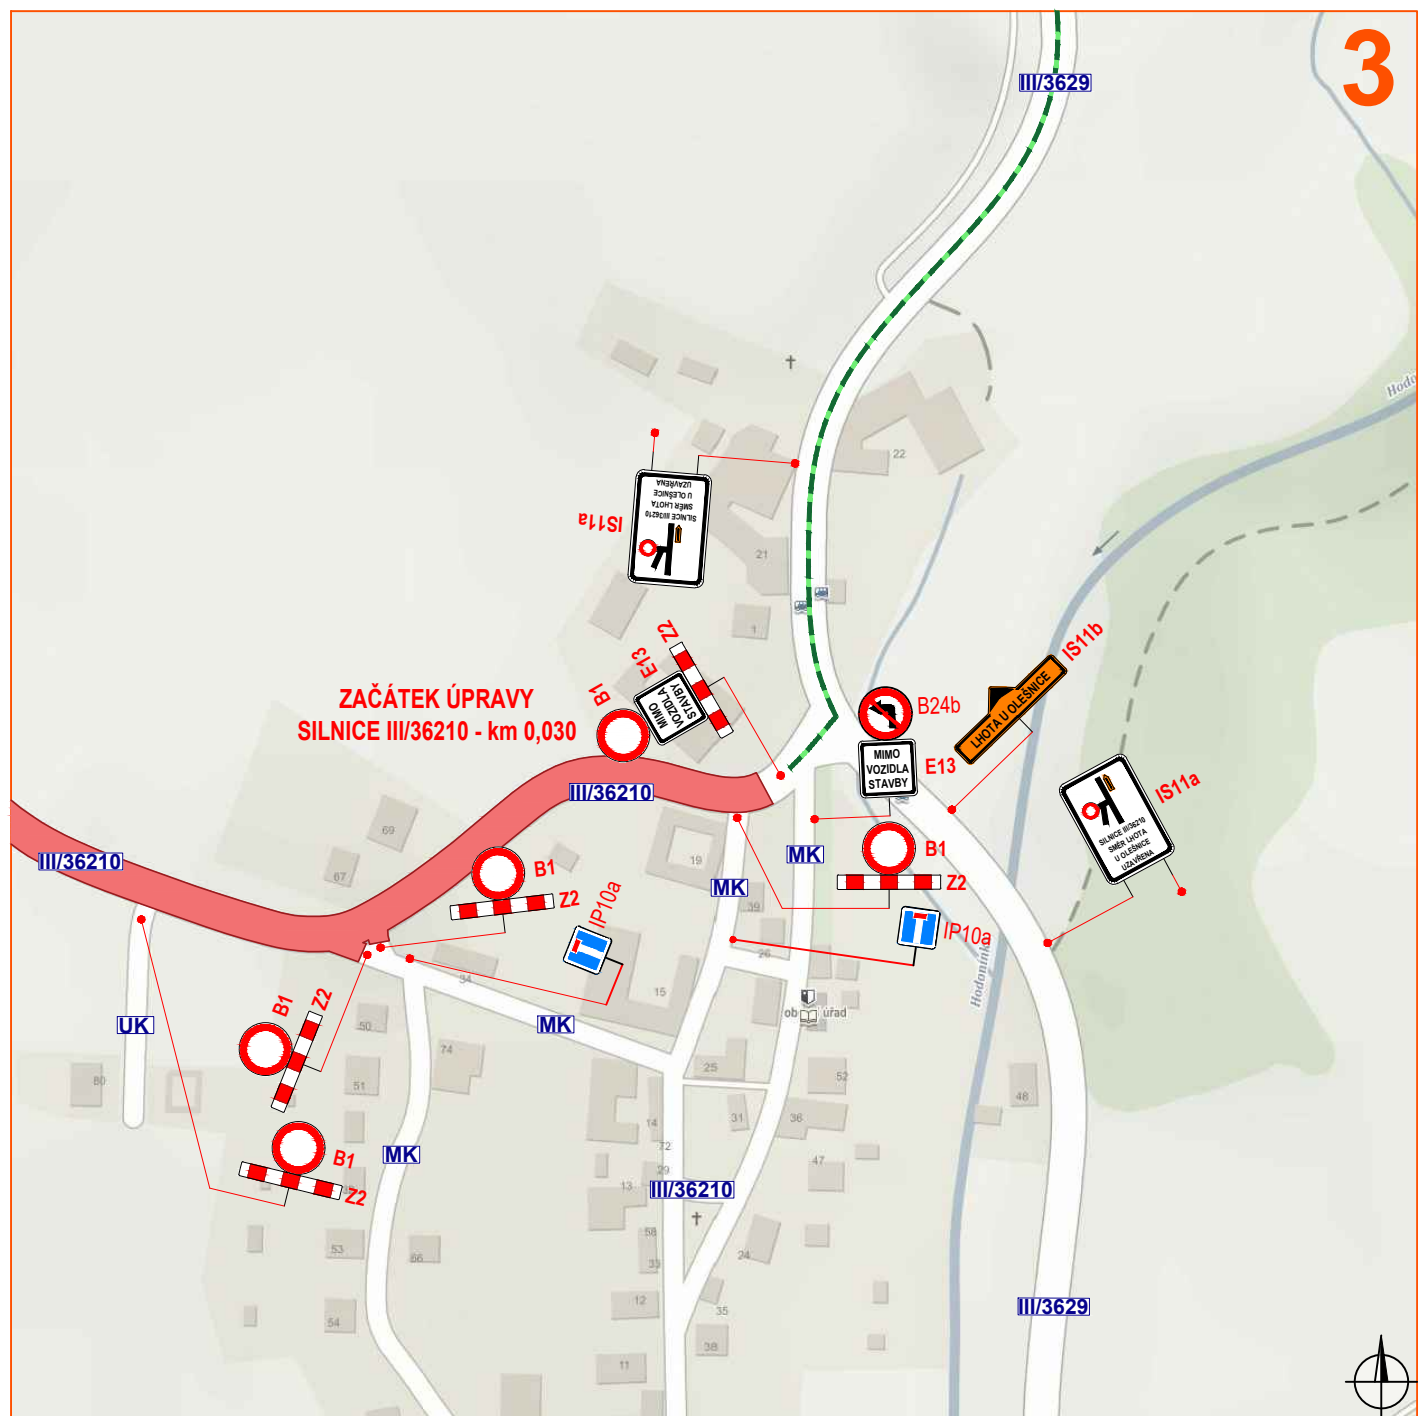 3
III/3629
Hodo
22
UZAVŘENA
U OLEŠNICE
SMĚR LHOTA
SILNICE III/36210
IS11a
21
1
Z2
E13
B1
MIMO
VOZIDLA
STAVBY
ZAČÁTEK ÚPRAVY
SILNICE III/36210 - km 0,030
IS11b
LHOTA U OLEŠNICE
B24b
MIMO
VOZIDLA
STAVBY
E13
IS11a
SILNICE III/36210
SMĚR LHOTA
U OLEŠNICE
UZAVŘENA
III/36210
III/36210
69
67
19
MK
MK
B1
Z2
B1
Z2
IP10a
39
IP10a
26
34
15
Hodonínka
obecní úřad
B1
Z2
UK
MK
50
74
80
51
25
52
48
14
31
36
72
MK
B1
Z2
29
47
13
III/36210
53
66
58
24
33
12
35
54
38
11
III/3629